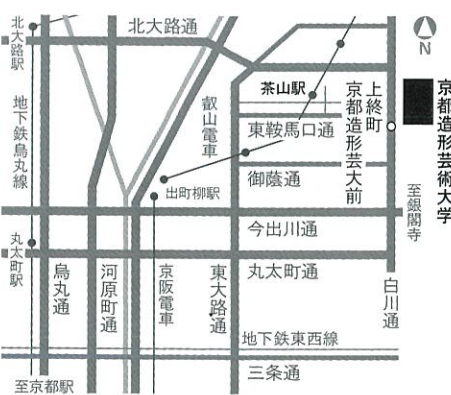 北大路通
北大路駅
N
京都造形芸術大学
上終町
京都造形芸大前
茶山駅
叡山電車
地下鉄烏丸線
東鞍馬口通
御蔭通
至銀閣寺
出町柳駅
今出川通
丸太町駅
丸太町通
烏丸通
河原町通
京阪電車
東大路通
白川通
地下鉄東西線
三条通
至京都駅